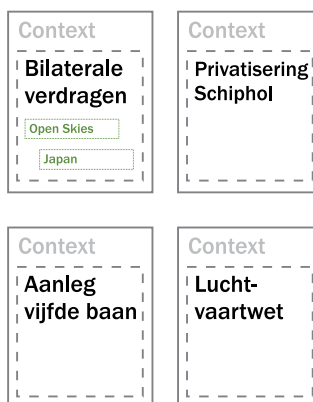 Context
Bilaterale
verdragen
Open Skies
Japan
Context
Privatisering
Schiphol
Context
Aanleg
vijfde baan
Context
Lucht-
vaartwet